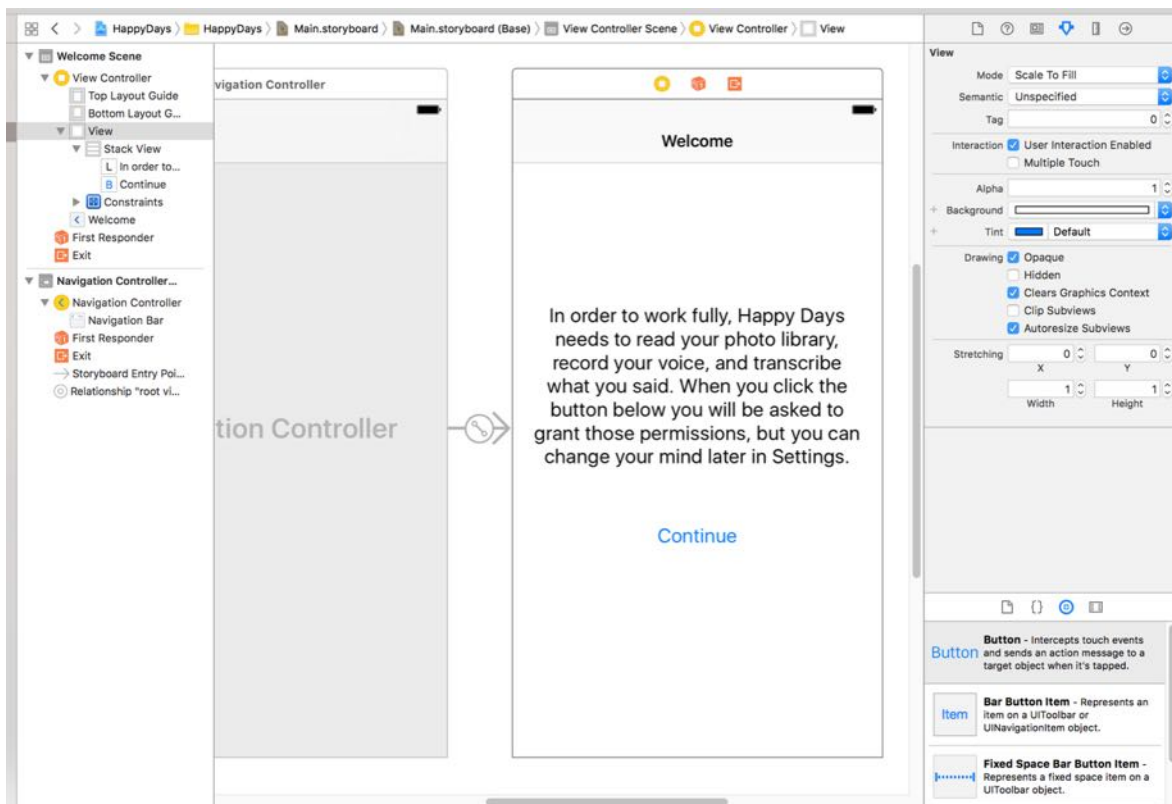 HappyDays
HappyDays
Main.storyboard
Main.storyboard (Base)
View Controller Scene
View Controller
View
Welcome Scene
View Controller
Top Layout Guide
Bottom Layout G...
View
Stack View
L In order to...
B Continue
Constraints
Welcome
First Responder
Exit
Navigation Controller...
Navigation Controller
Navigation Bar
First Responder
Exit
Storyboard Entry Poi...
Relationship "root vi...
vigation Controller
tion Controller
Welcome
In order to work fully, Happy Days
needs to read your photo library,
record your voice, and transcribe
what you said. When you click the
button below you will be asked to
grant those permissions, but you can
change your mind later in Settings.
Continue
View
Mode Scale To Fill
Semantic Unspecified
Tag 0
Interaction User Interaction Enabled
Multiple Touch
Alpha 1
Background
Tint Default
Drawing Opaque
Hidden
Clears Graphics Context
Clip Subviews
Autoresize Subviews
Stretching 0 0
X Y
1 1
Width Height
Button
Button - Intercepts touch events
and sends an action message to a
target object when it's tapped.
Item
Bar Button Item - Represents an
item on a UIToolbar or
UINavigationItem object.
Fixed Space Bar Button Item -
Represents a fixed space item on a
UIToolbar object.